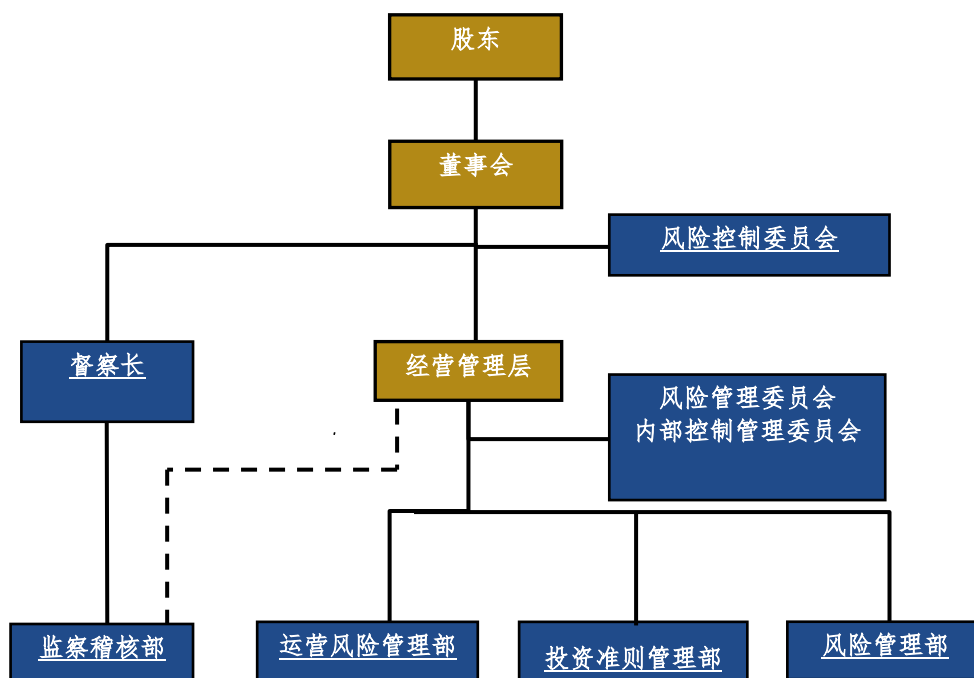 股东
董事会
风险控制委员会
督察长
经营管理层
风险管理委员会
内部控制管理委员会
监察稽核部
运营风险管理部
投资准则管理部
风险管理部